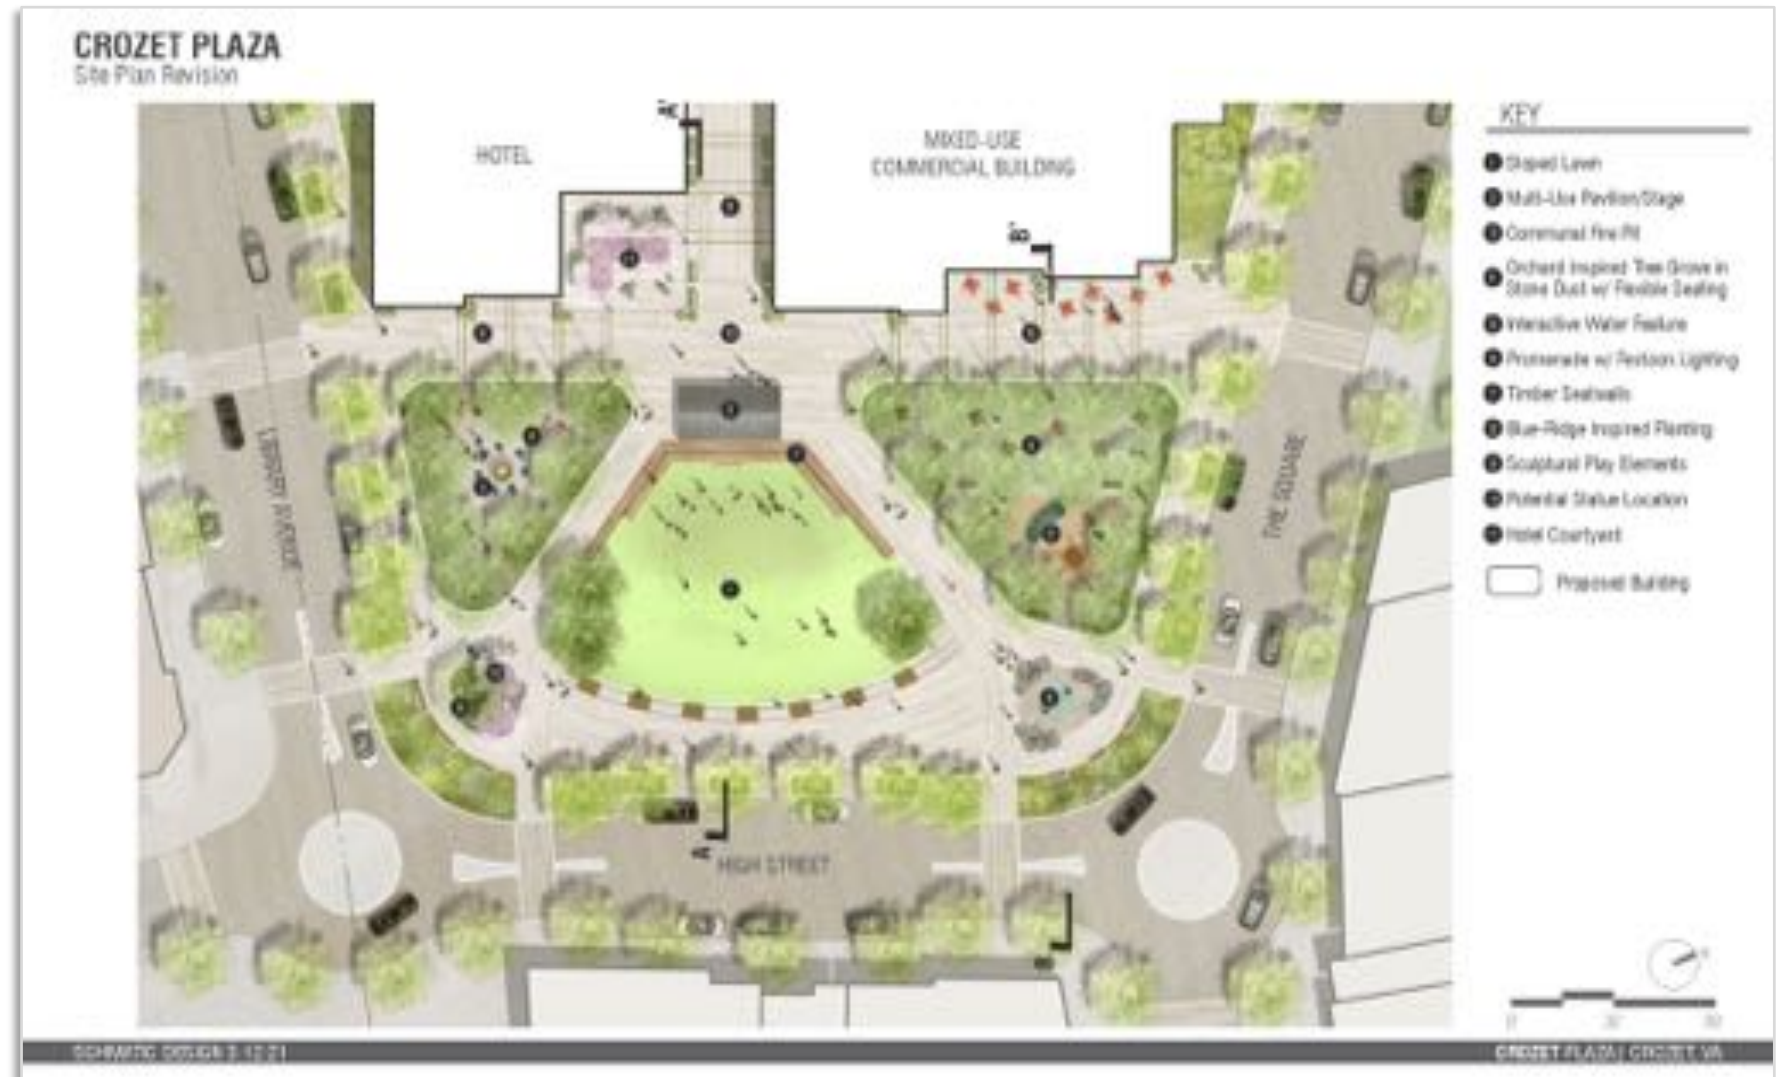 CROZET PLAZA
Site Plan Revision
HOTEL
MIXED-USE
COMMERCIAL BUILDING
A'
B'
KEY
Sloped Lawn
Multi-Use Pavilion/Stage
Communal Fire Pit
Orchard Inspired Tree Grove in
Stone Dust w/ Flexible Seating
Interactive Water Feature
Promenade w/ Festoon Lighting
Timber Seatwalls
Blue-Ridge Inspired Planting
Sculptural Play Elements
Potential Statue Location
Hotel Courtyard
Proposed Building
LIBRARY AVENUE
THE SQUARE
A
HIGH STREET
B
SCHEMATIC DESIGN 3.12.21
CROZET PLAZA | CROZET, VA